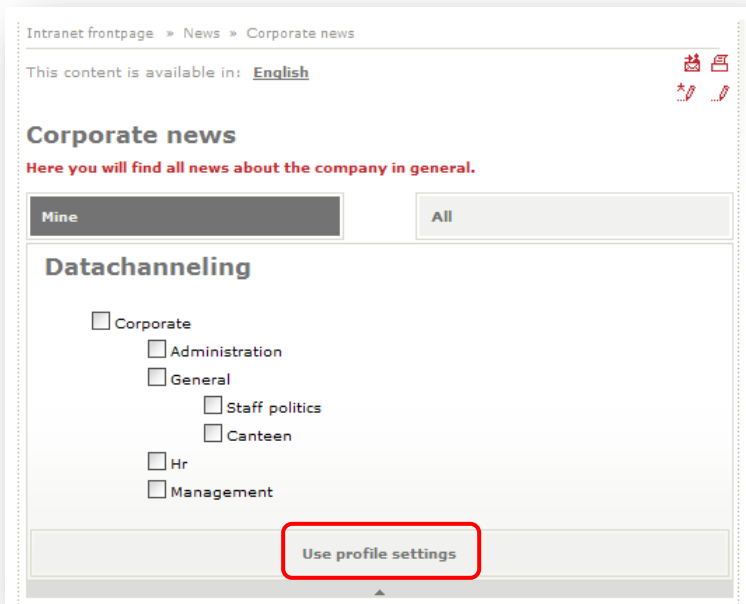 Intranet frontpage » News » Corporate news
This content is available in: English
Corporate news
Here you will find all news about the company in general.
Mine
All
Datachanneling
Corporate
Administration
General
Staff politics
Canteen
Hr
Management
Use profile settings